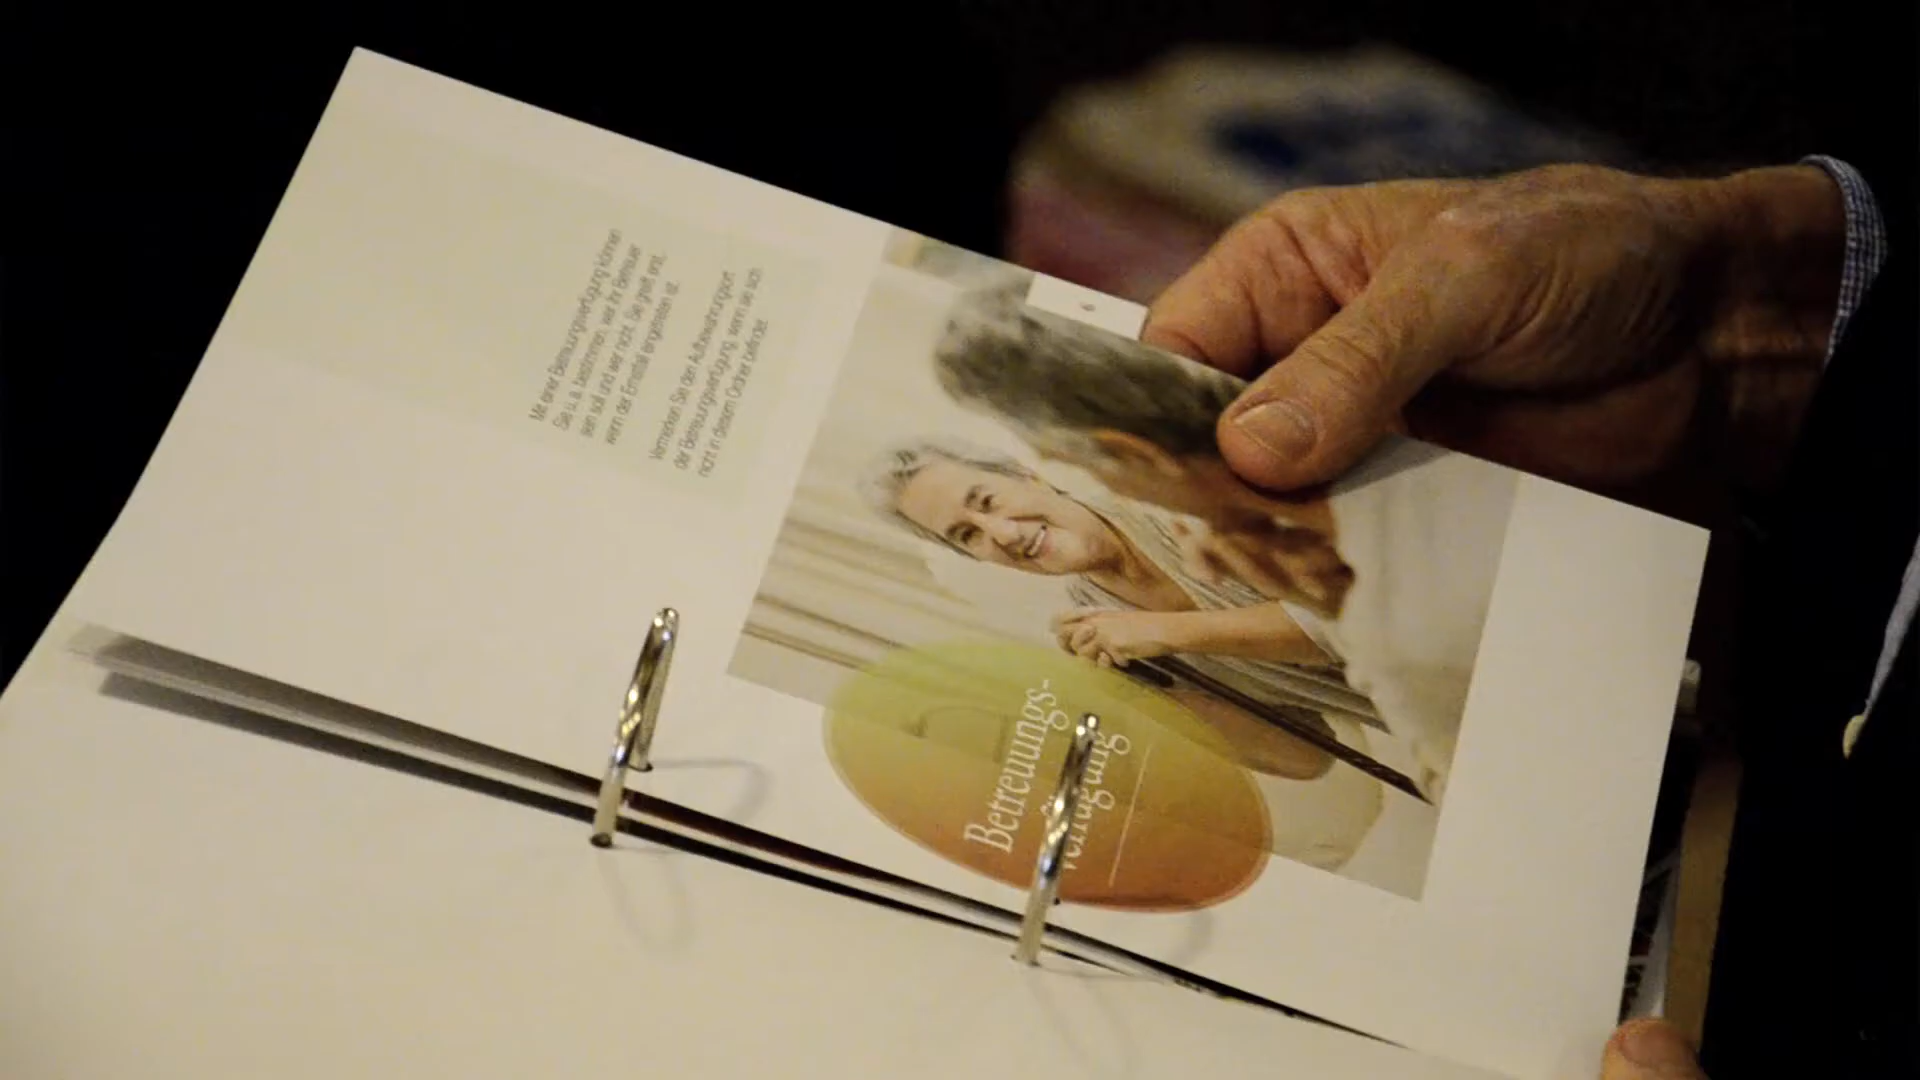 Betreuungs-
verfügung
Mit einer Betreuungsverfügung können
Sie u. a. bestimmen, wer Ihr Betreuer
sein soll und wer nicht. Sie greift erst,
wenn der Ernstfall eingetreten ist.
Vermerken Sie den Aufbewahrungsort
der Betreuungsverfügung, wenn sie sich
nicht in diesem Ordner befindet.